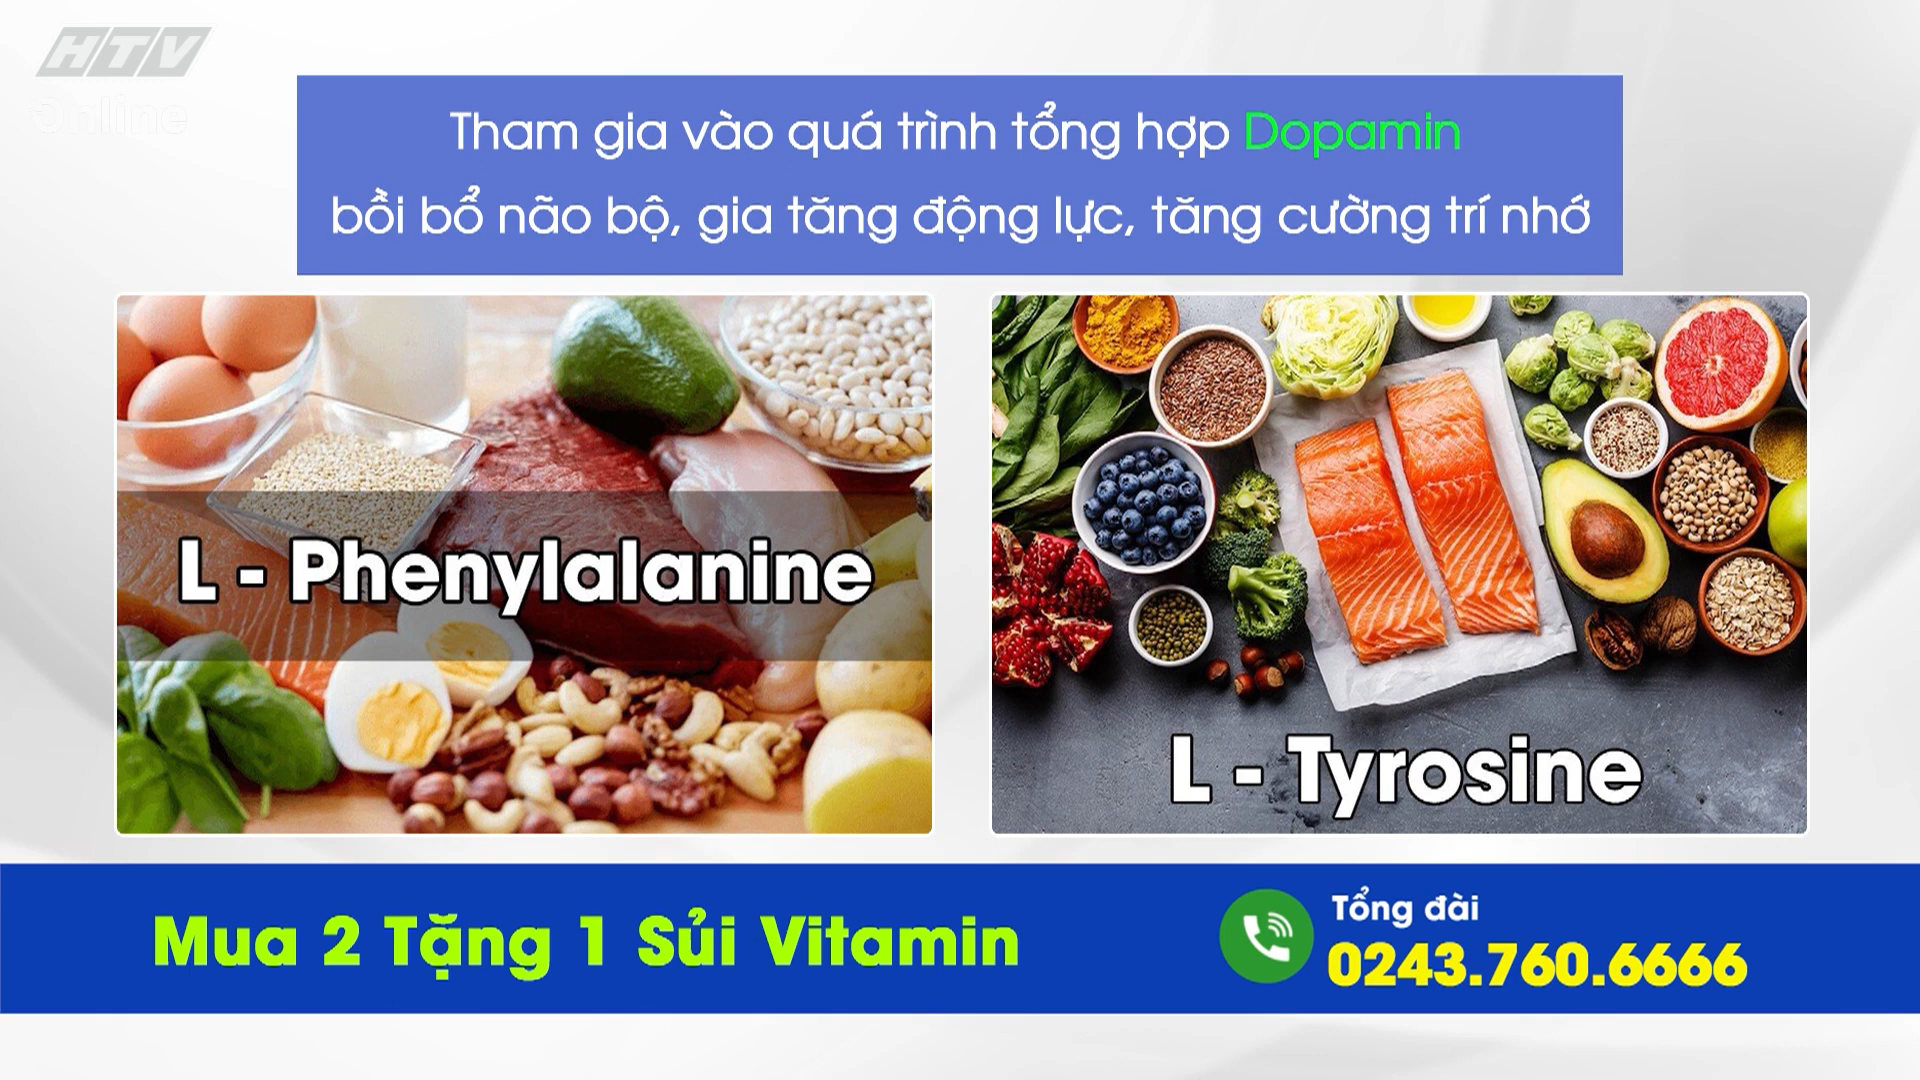 HTV
Online
Tham gia vào quá trình tổng hợp Dopamin
bồi bổ não bộ, gia tăng động lực, tăng cường trí nhớ
L - Phenylalanine
L - Tyrosine
Mua 2 Tặng 1 Sủi Vitamin
Tổng đài
0243.760.6666